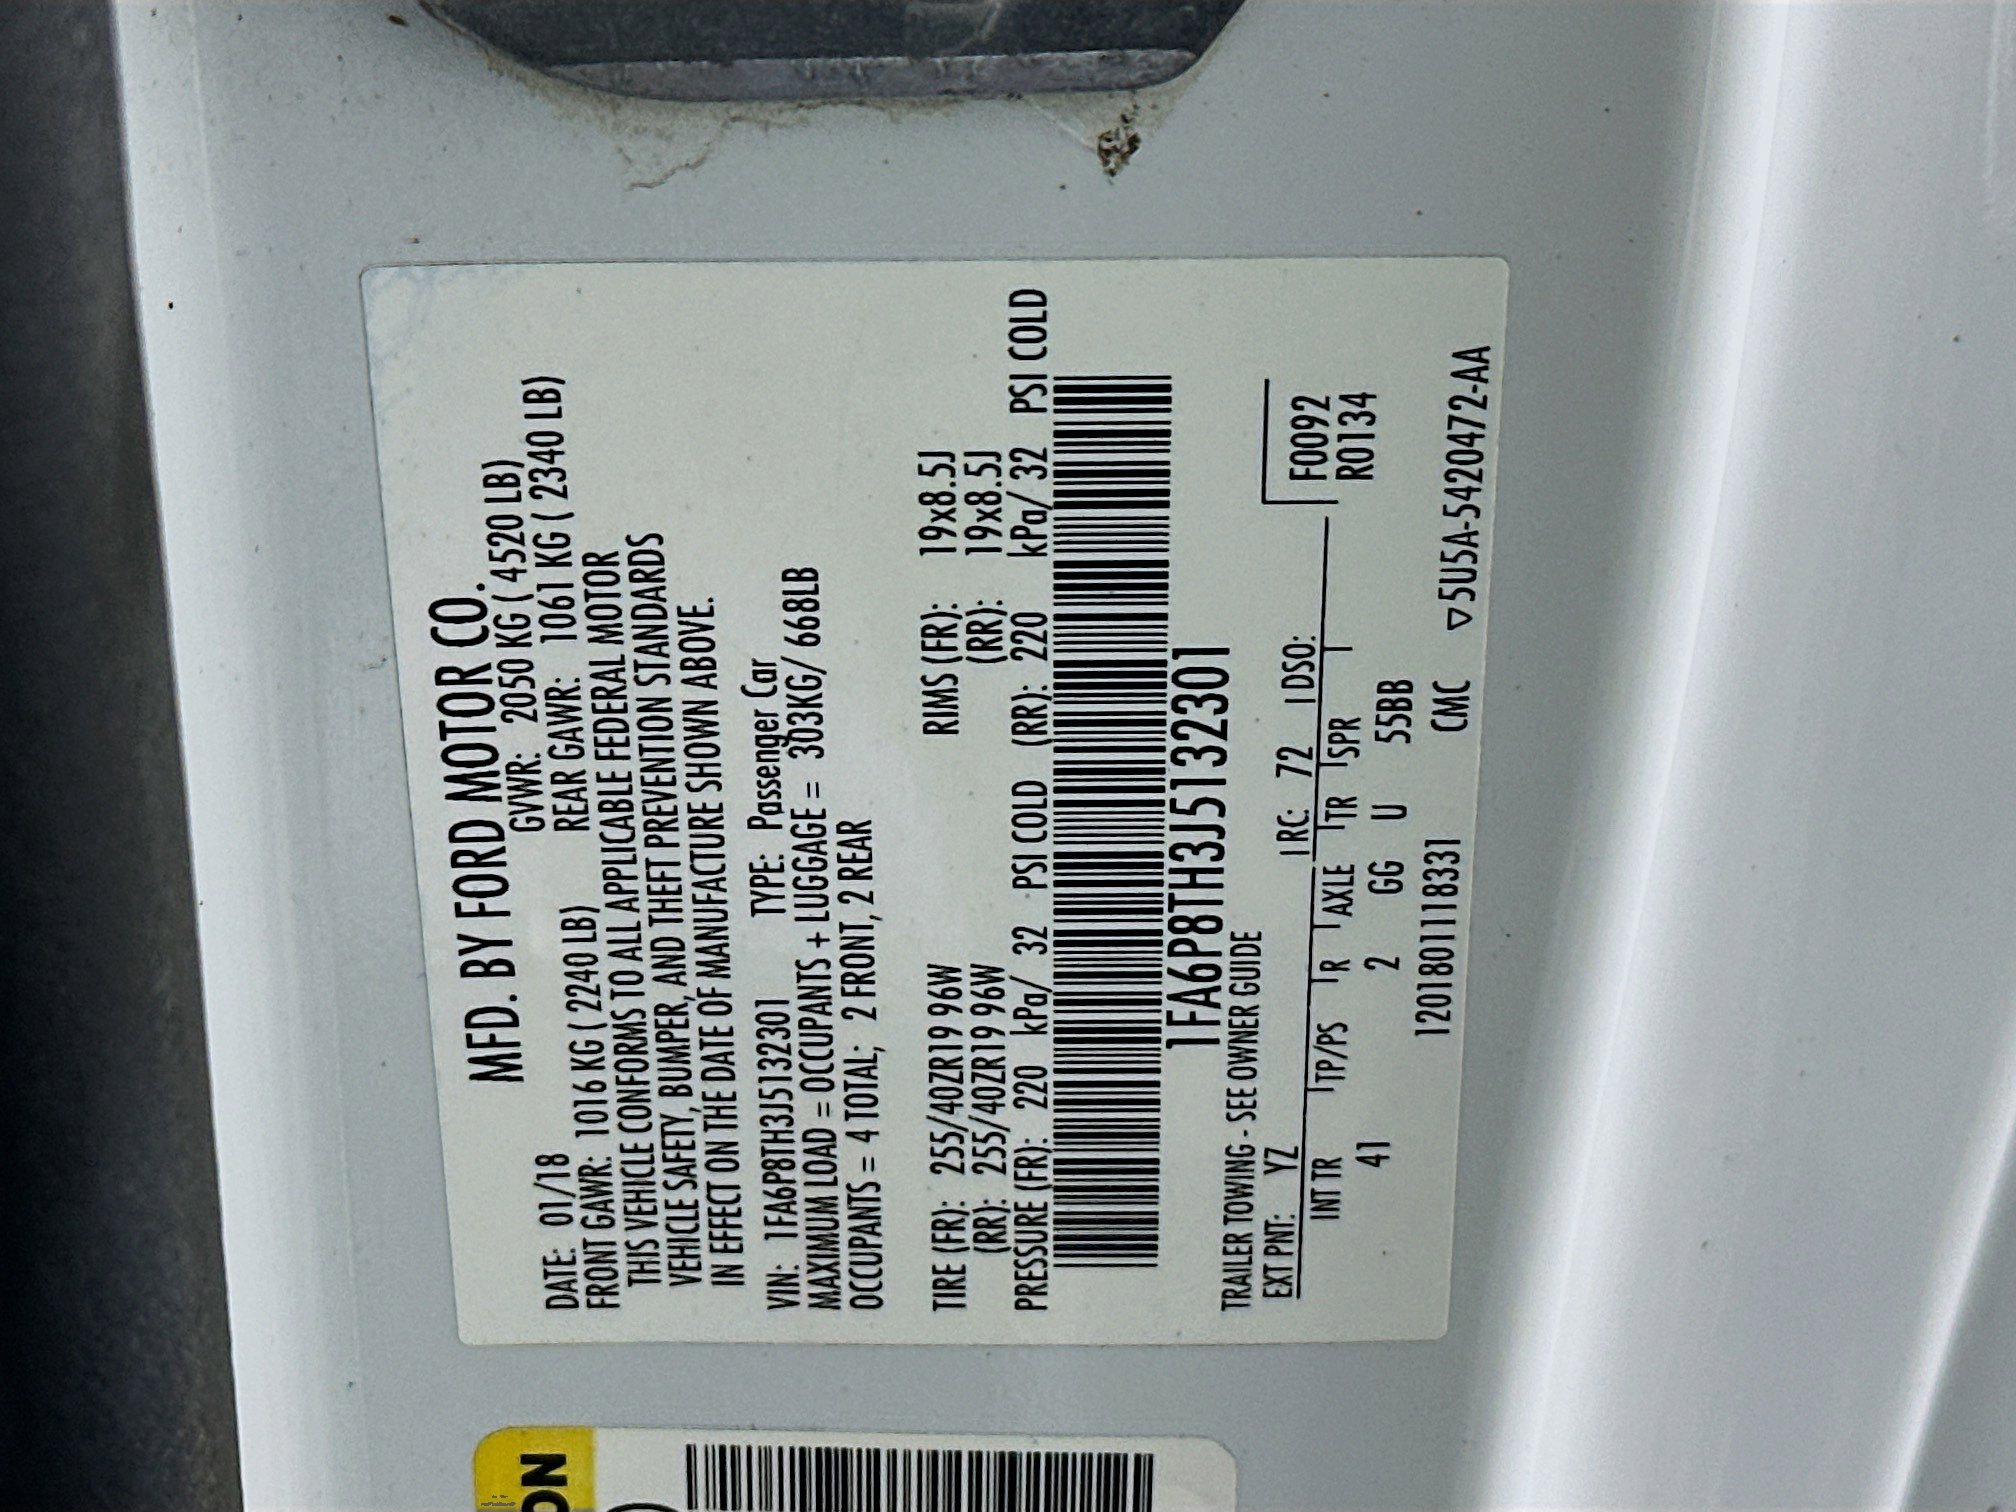 MFD. BY FORD MOTOR CO.
DATE: 01/18 GVWR: 2050 KG ( 4520 LB)
FRONT GAWR: 1016 KG ( 2240 LB) REAR GAWR: 1061 KG ( 2340 LB)
THIS VEHICLE CONFORMS TO ALL APPLICABLE FEDERAL MOTOR
VEHICLE SAFETY, BUMPER, AND THEFT PREVENTION STANDARDS
IN EFFECT ON THE DATE OF MANUFACTURE SHOWN ABOVE.
VIN: 1FA6P8TH3J5132301 TYPE: Passenger Car
MAXIMUM LOAD = OCCUPANTS + LUGGAGE = 303KG/ 668LB
OCCUPANTS = 4 TOTAL; 2 FRONT, 2 REAR
TIRE (FR): 255/40ZR19 96W RIMS (FR): 19x8.5J
(RR): 255/40ZR19 96W (RR): 19x8.5J
PRESSURE (FR): 220 kPa/ 32 PSI COLD (RR): 220 kPa/ 32 PSI COLD
1FA6P8TH3J5132301
TRAILER TOWING - SEE OWNER GUIDE
EXT PNT: YZ RC: 72 DSO: F0092
INT TR TP/PS R AXLE TR SPR R0134
41 2 GG U 55BB
1201801118331 CMC ▽5U5A-5420472-AA
ON